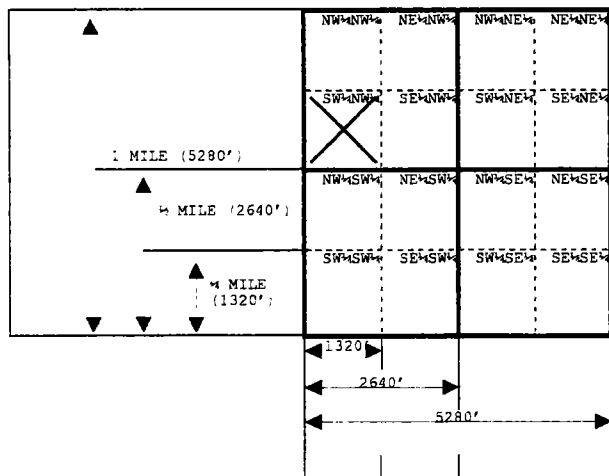 NW¼NW¼ NE¼NW¼ NW¼NE¼ NE¼NE¼
SW¼NW¼ SE¼NW¼ SW¼NE¼ SE¼NE¼
1 MILE (5280')
NW¼SW¼ NE¼SW¼ NW¼SE¼ NE¼SE¼
½ MILE (2640')
SW¼SW¼ SE¼SW¼ SW¼SE¼ SE¼SE¼
¼ MILE
(1320')
1320'
2640'
5280'